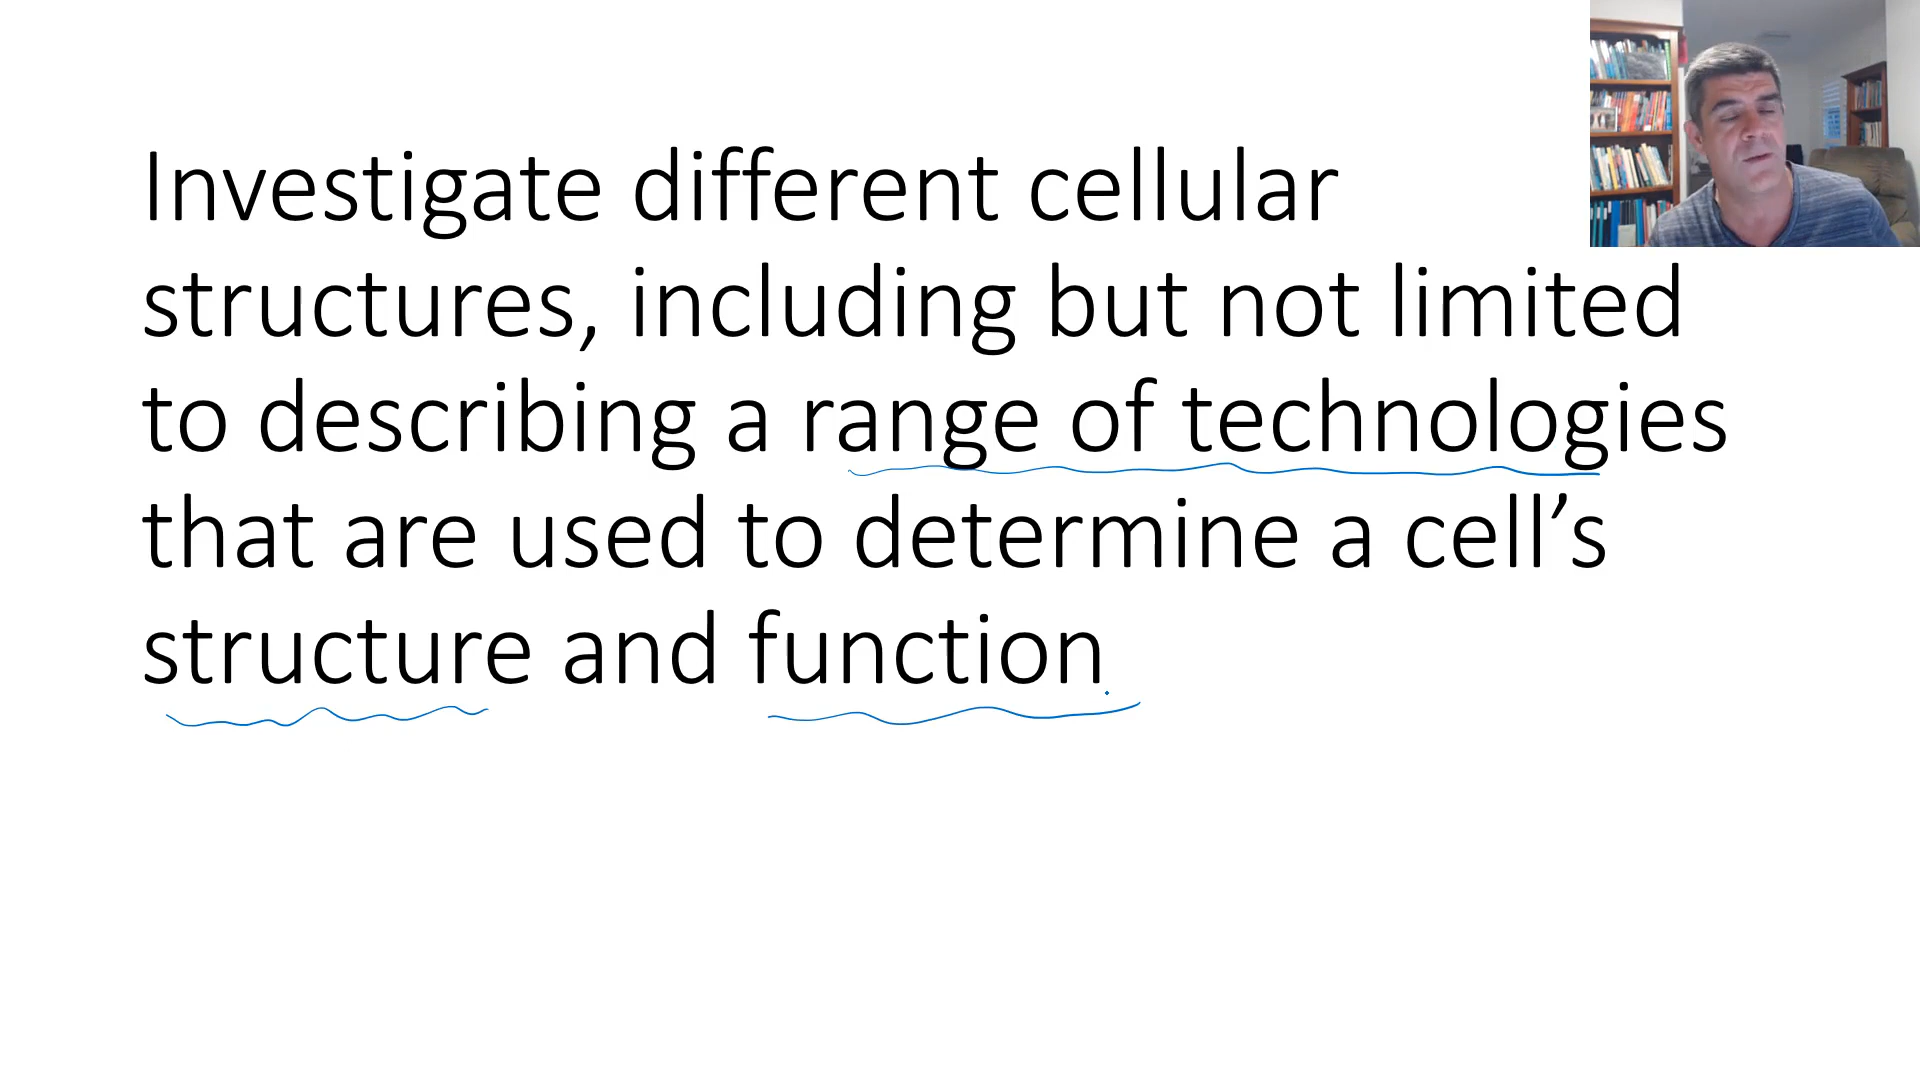 Investigate different cellular
structures, including but not limited
to describing a range of technologies
that are used to determine a cell’s
structure and function